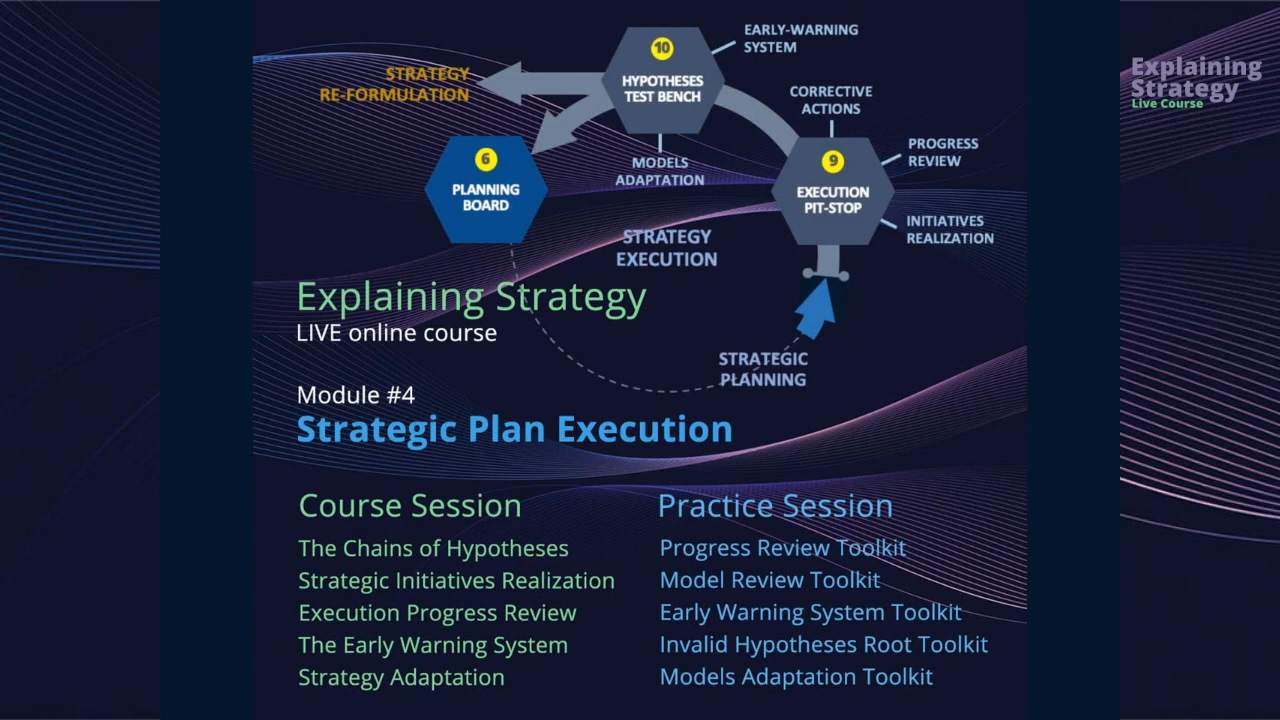 10
HYPOTHESES
TEST BENCH
EARLY-WARNING
SYSTEM
STRATEGY
RE-FORMULATION
CORRECTIVE
ACTIONS
6
PLANNING
BOARD
MODELS
ADAPTATION
9
EXECUTION
PIT-STOP
PROGRESS
REVIEW
INITIATIVES
REALIZATION
STRATEGY
EXECUTION
STRATEGIC
PLANNING
Explaining
Strategy
Live Course
Explaining Strategy
LIVE online course
Module #4
Strategic Plan Execution
Course Session
The Chains of Hypotheses
Strategic Initiatives Realization
Execution Progress Review
The Early Warning System
Strategy Adaptation
Practice Session
Progress Review Toolkit
Model Review Toolkit
Early Warning System Toolkit
Invalid Hypotheses Root Toolkit
Models Adaptation Toolkit